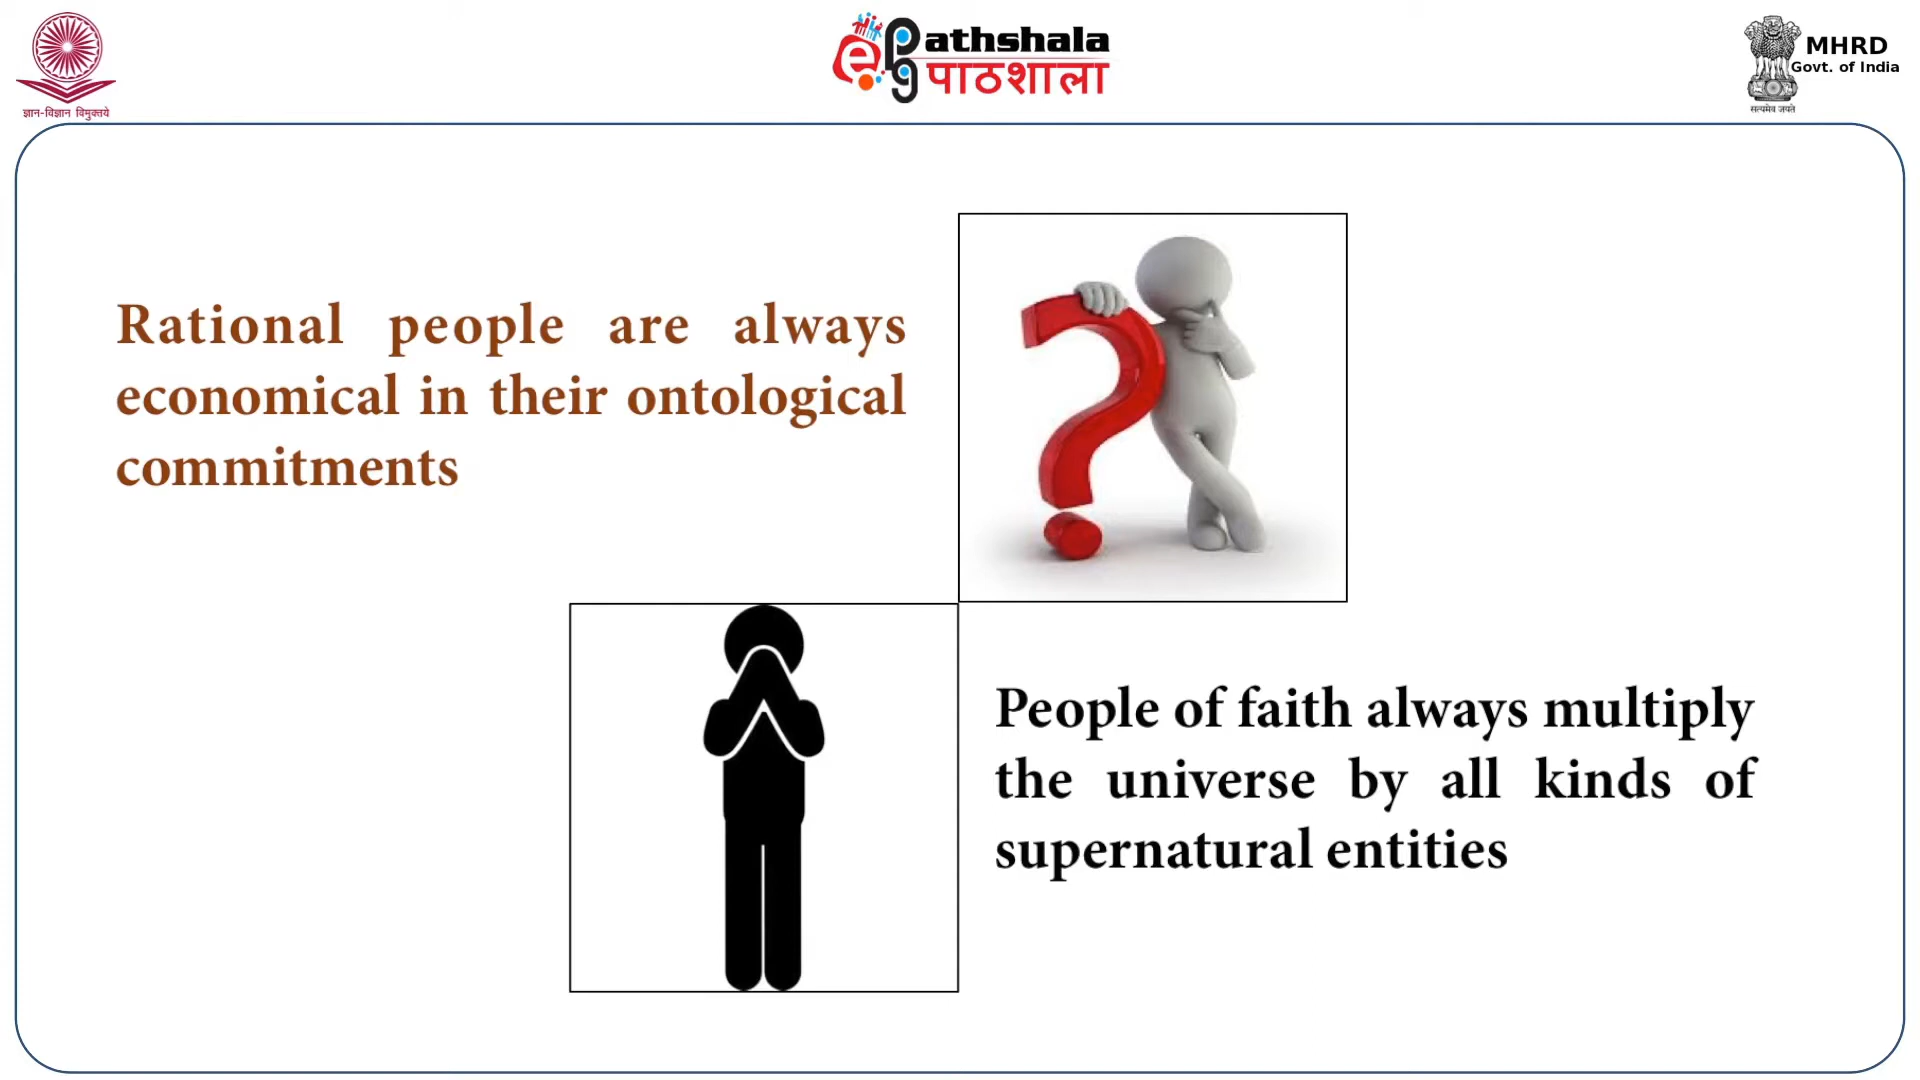 ज्ञान-विज्ञान विमुक्तये
e Pathshala
पाठशाला
MHRD
Govt. of India
सत्यमेव जयते
Rational people are always
economical in their ontological
commitments
People of faith always multiply
the universe by all kinds of
supernatural entities